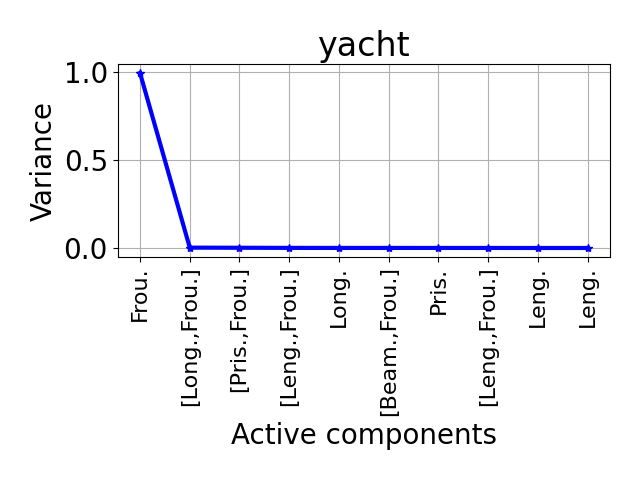 yacht
Variance
1.0
0.5
0.0
Frou.
[Long.,Frou.]
[Pris.,Frou.]
[Leng.,Frou.]
Long.
[Beam.,Frou.]
Pris.
[Leng.,Frou.]
Leng.
Leng.
Active components